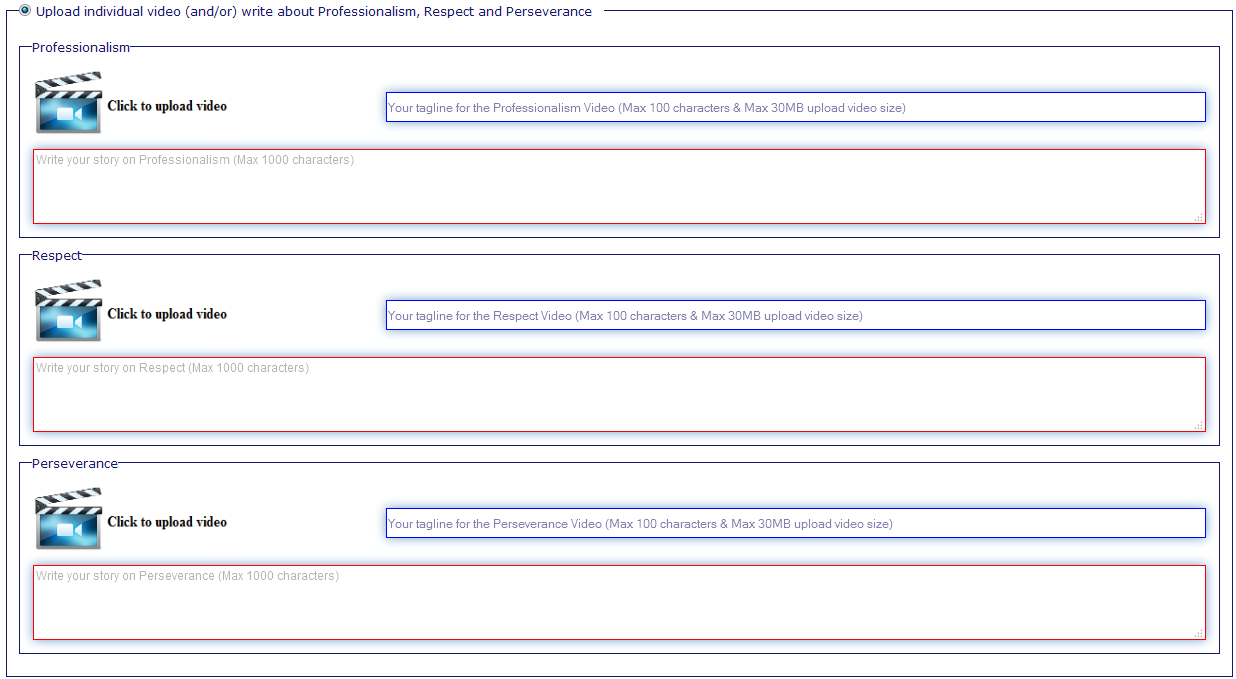 Upload individual video (and/or) write about Professionalism, Respect and Perseverance
Professionalism
Click to upload video
Your tagline for the Professionalism Video (Max 100 characters & Max 30MB upload video size)
Write your story on Professionalism (Max 1000 characters)
Respect
Click to upload video
Your tagline for the Respect Video (Max 100 characters & Max 30MB upload video size)
Write your story on Respect (Max 1000 characters)
Perseverance
Click to upload video
Your tagline for the Perseverance Video (Max 100 characters & Max 30MB upload video size)
Write your story on Perseverance (Max 1000 characters)